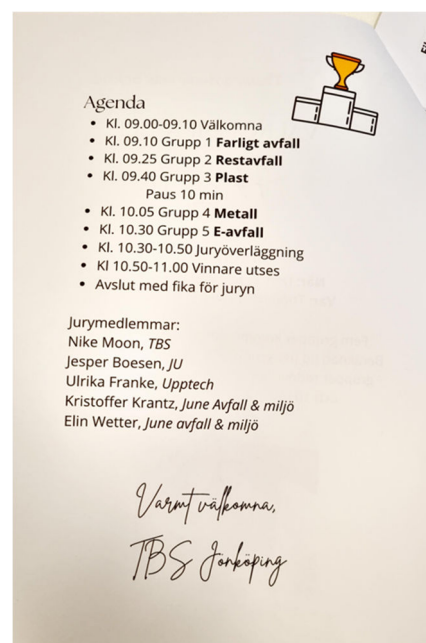 Agenda
• Kl. 09.00-09.10 Välkomna
• Kl. 09.10 Grupp 1 Farligt avfall
• Kl. 09.25 Grupp 2 Restavfall
• Kl. 09.40 Grupp 3 Plast
Paus 10 min
• Kl. 10.05 Grupp 4 Metall
• Kl. 10.30 Grupp 5 E-avfall
• Kl. 10.30-10.50 Juryöverläggning
• Kl 10.50-11.00 Vinnare utses
• Avslut med fika för juryn
Jurymedlemmar:
Nike Moon, TBS
Jesper Boesen, JU
Ulrika Franke, Upptech
Kristoffer Krantz, June Avfall & miljö
Elin Wetter, June avfall & miljö
Varmt välkomna,
TBS Jönköping